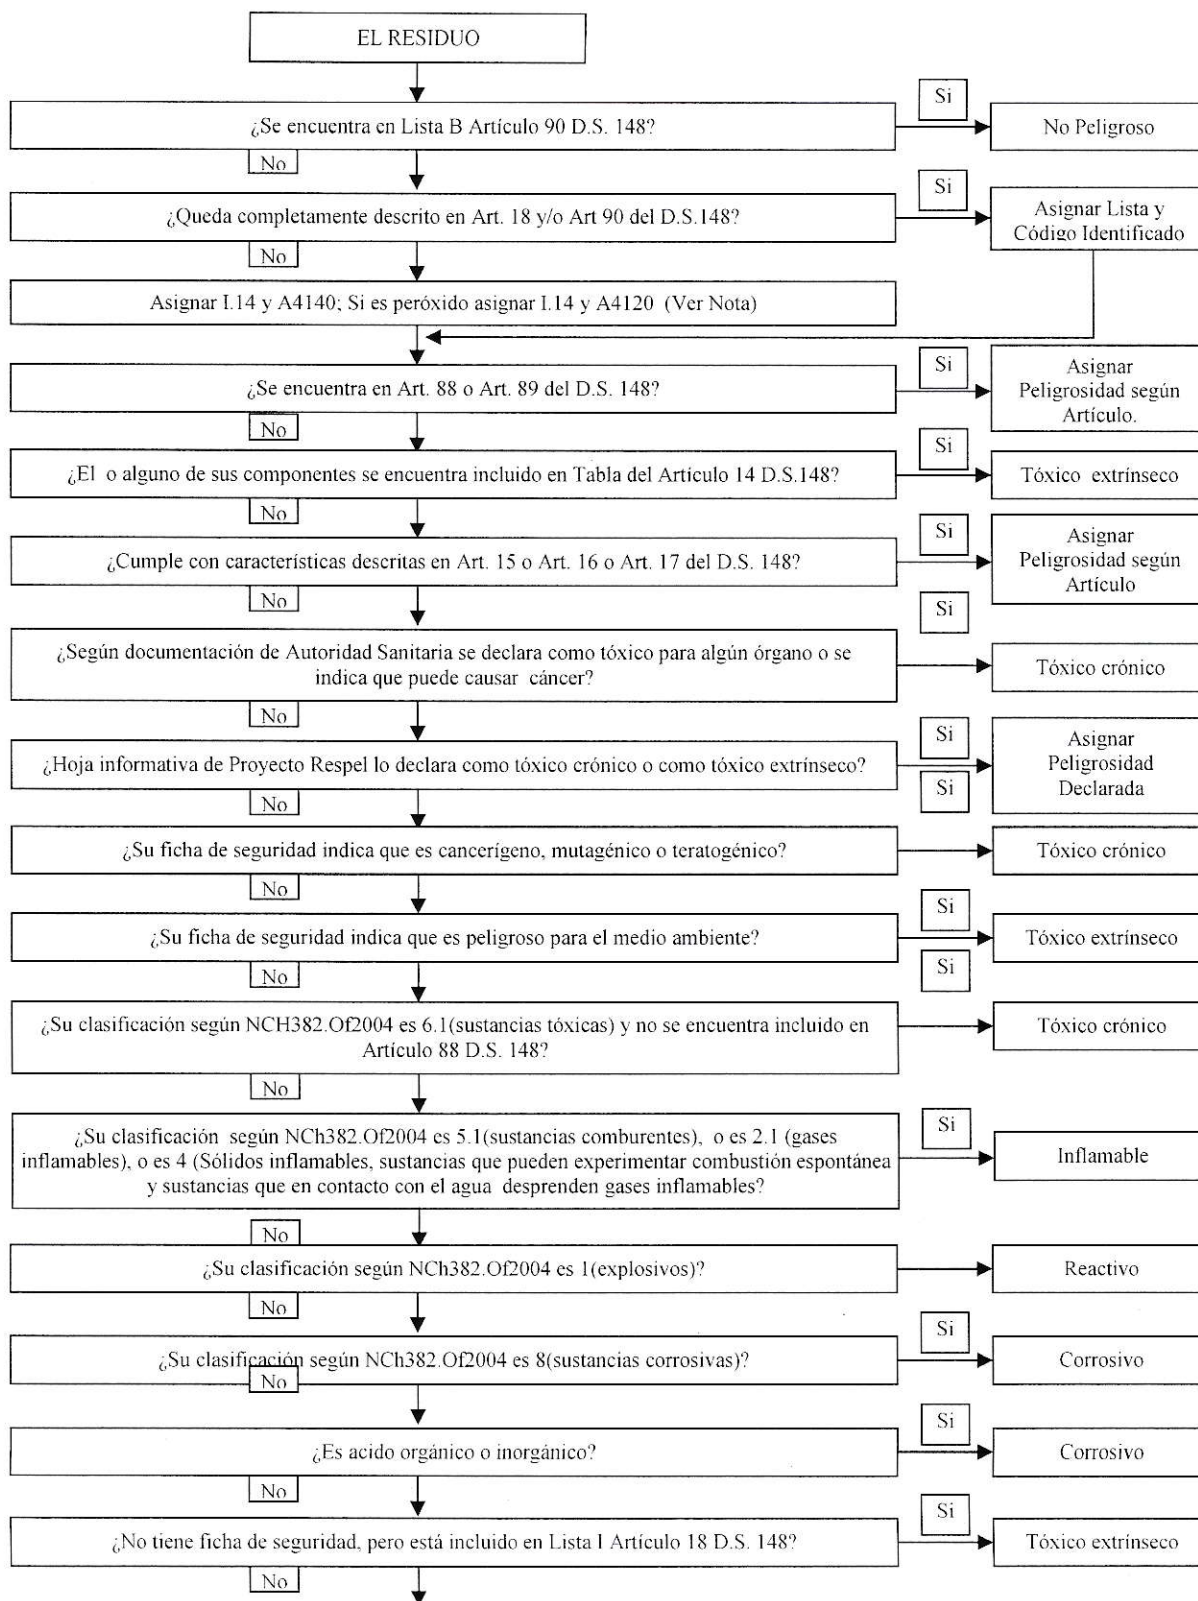 EL RESIDUO
Si
¿Se encuentra en Lista B Artículo 90 D.S. 148?
No Peligroso
No
Si
¿Queda completamente descrito en Art. 18 y/o Art 90 del D.S.148?
Asignar Lista y
Código Identificado
No
Asignar I.14 y A4140; Si es peróxido asignar I.14 y A4120 (Ver Nota)
Si
¿Se encuentra en Art. 88 o Art. 89 del D.S. 148?
Asignar
Peligrosidad según
Artículo.
No
Si
¿El o alguno de sus componentes se encuentra incluido en Tabla del Artículo 14 D.S.148?
Tóxico extrínseco
No
Si
¿Cumple con características descritas en Art. 15 o Art. 16 o Art. 17 del D.S. 148?
Asignar
Peligrosidad según
Artículo
No
Si
¿Según documentación de Autoridad Sanitaria se declara como tóxico para algún órgano o se
indica que puede causar cáncer?
Tóxico crónico
No
Si
¿Hoja informativa de Proyecto Respel lo declara como tóxico crónico o como tóxico extrínseco?
Asignar
Peligrosidad
Declarada
No
Si
¿Su ficha de seguridad indica que es cancerígeno, mutagénico o teratogénico?
Tóxico crónico
No
Si
¿Su ficha de seguridad indica que es peligroso para el medio ambiente?
Tóxico extrínseco
No
Si
¿Su clasificación según NCH382.Of2004 es 6.1(sustancias tóxicas) y no se encuentra incluido en
Artículo 88 D.S. 148?
Tóxico crónico
No
Si
¿Su clasificación según NCh382.Of2004 es 5.1(sustancias comburentes), o es 2.1 (gases
inflamables), o es 4 (Sólidos inflamables, sustancias que pueden experimentar combustión espontánea
y sustancias que en contacto con el agua desprenden gases inflamables?
Inflamable
No
¿Su clasificación según NCh382.Of2004 es 1(explosivos)?
Reactivo
No
Si
¿Su clasificación según NCh382.Of2004 es 8(sustancias corrosivas)?
Corrosivo
No
Si
¿Es acido orgánico o inorgánico?
Corrosivo
No
Si
¿No tiene ficha de seguridad, pero está incluido en Lista I Artículo 18 D.S. 148?
Tóxico extrínseco
No